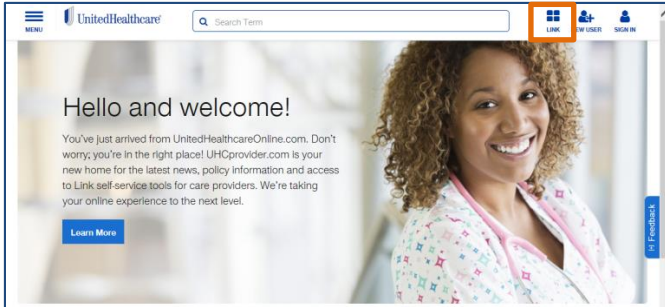 MENU
UnitedHealthcare
Search Term
LINK
EW USER
SIGN IN
Hello and welcome!
You've just arrived from UnitedHealthcareOnline.com. Don't
worry; you're in the right place! UHCprovider.com is your
new home for the latest news, policy information and access
to Link self-service tools for care providers. We're taking
your online experience to the next level.
Learn More
Feedback